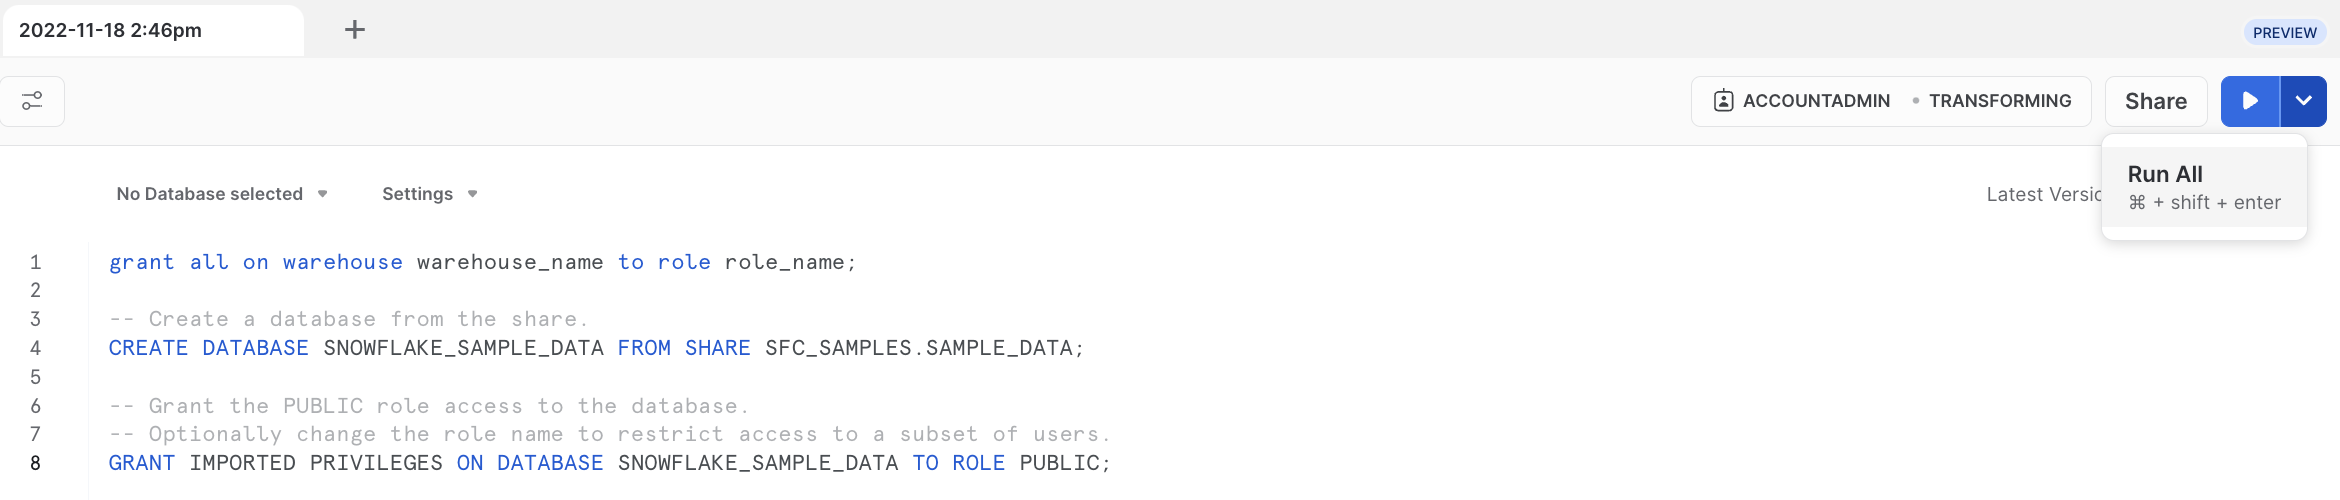 2022-11-18 2:46pm
PREVIEW
ACCOUNTADMIN • TRANSFORMING
Share
Run All
⌘ + shift + enter
No Database selected
Settings
Latest Versio
1 grant all on warehouse warehouse_name to role role_name;
2
3 -- Create a database from the share.
4 CREATE DATABASE SNOWFLAKE_SAMPLE_DATA FROM SHARE SFC_SAMPLES.SAMPLE_DATA;
5
6 -- Grant the PUBLIC role access to the database.
7 -- Optionally change the role name to restrict access to a subset of users.
8 GRANT IMPORTED PRIVILEGES ON DATABASE SNOWFLAKE_SAMPLE_DATA TO ROLE PUBLIC;